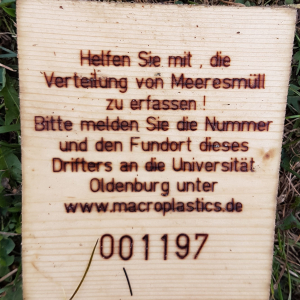 Helfen Sie mit , die
Verteilung von Meeresmüll
zu erfassen !
Bitte melden Sie die Nummer
und den Fundort dieses
Drifters an die Universität
Oldenburg unter
www.macroplastics.de
001197